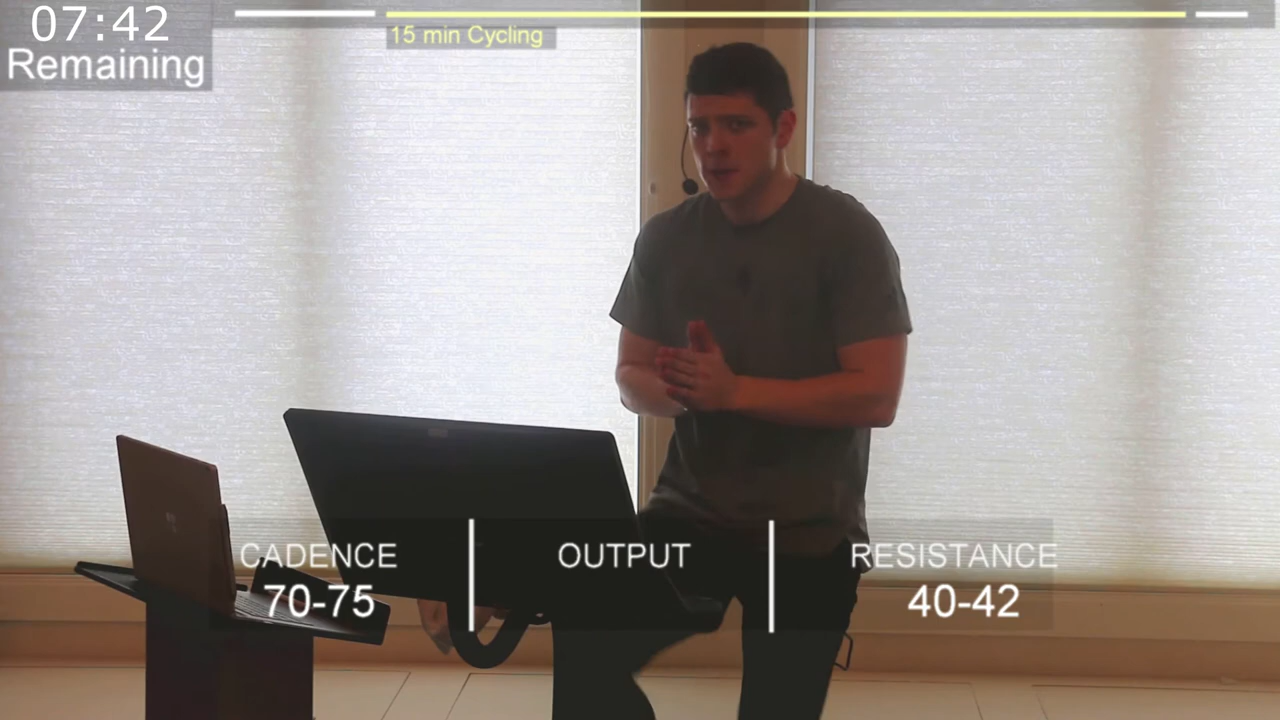 07:42
Remaining
15 min Cycling
CADENCE
70-75
OUTPUT
RESISTANCE
40-42